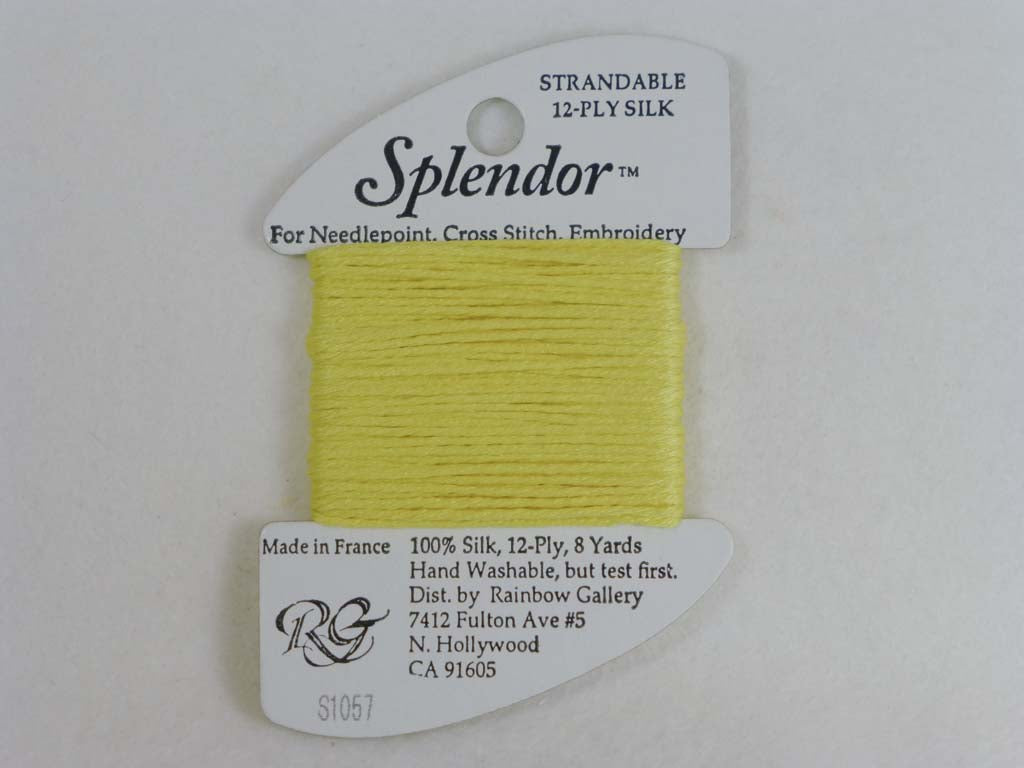 STRANDABLE
12-PLY SILK
Splendor™
For Needlepoint, Cross Stitch, Embroidery
Made in France
100% Silk, 12-Ply, 8 Yards
Hand Washable, but test first.
Dist. by Rainbow Gallery
7412 Fulton Ave #5
N. Hollywood
CA 91605
RG
S1057